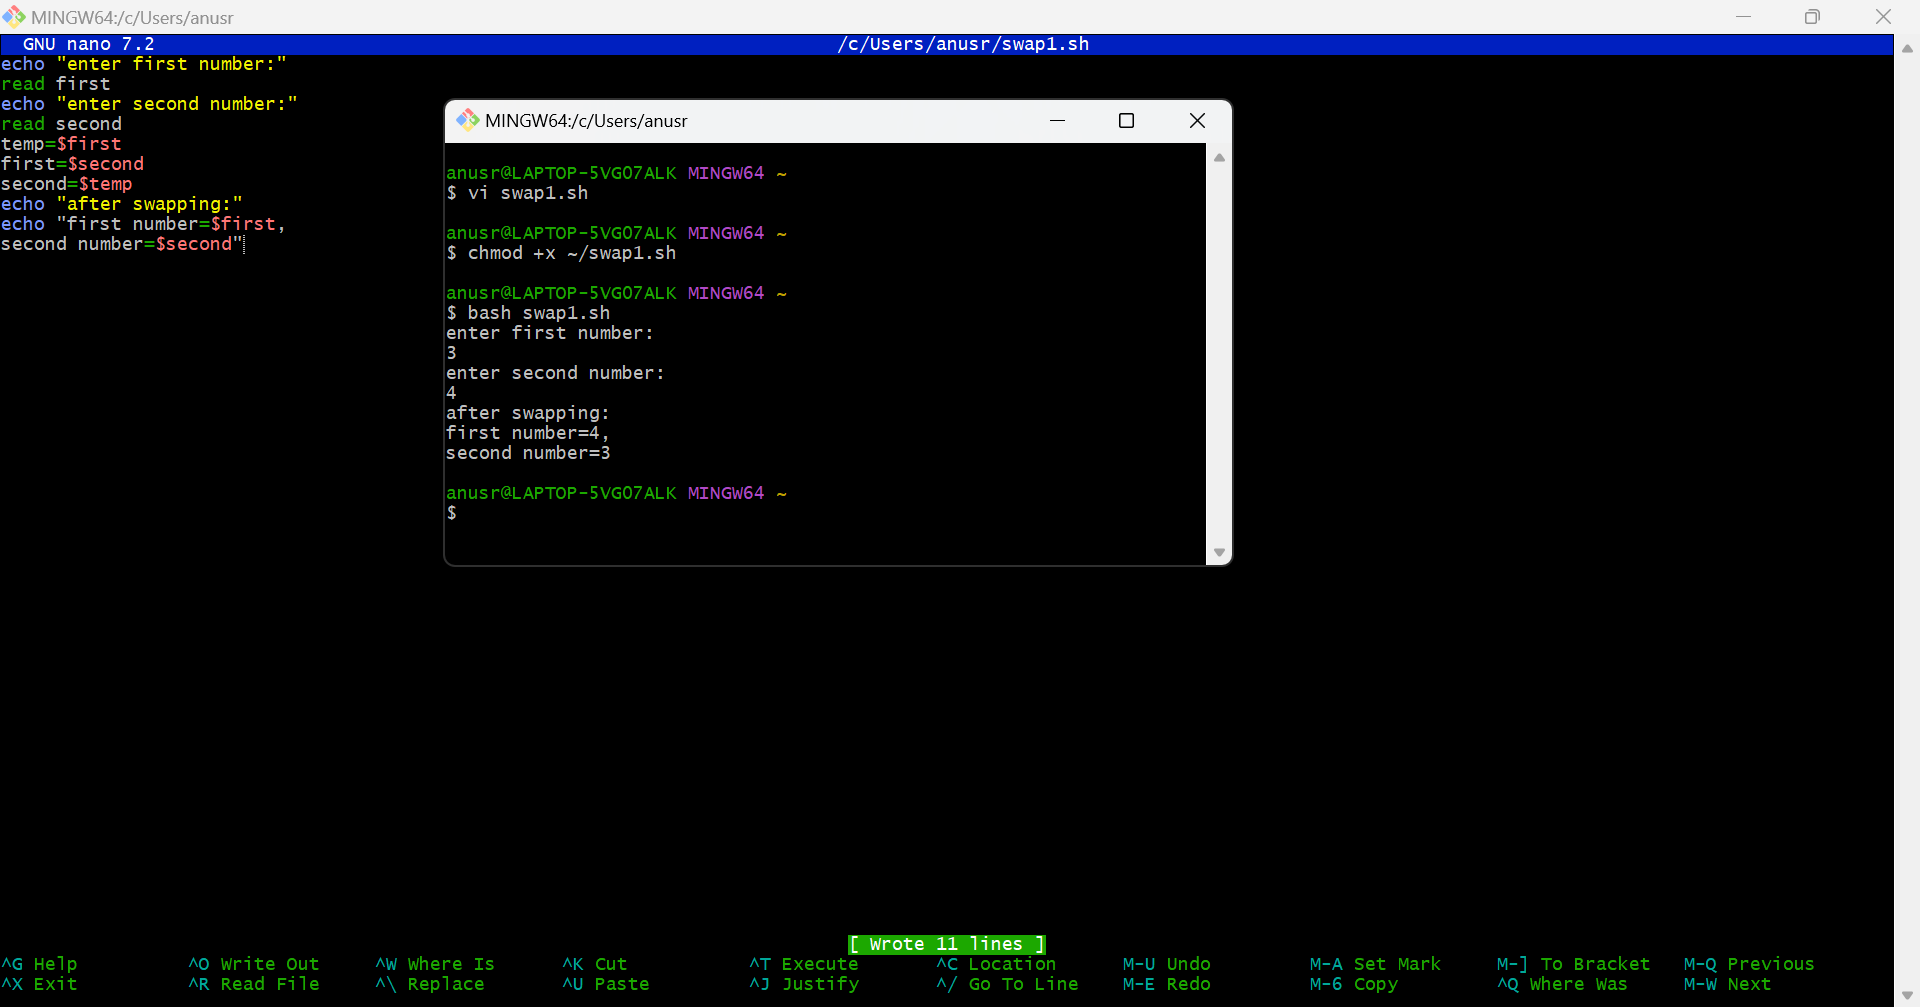 MINGW64:/c/Users/anusr
GNU nano 7.2 /c/Users/anusr/swap1.sh
echo "enter first number:"
read first
echo "enter second number:"
read second
temp=$first
first=$second
second=$temp
echo "after swapping:"
echo "first number=$first,
second number=$second"
MINGW64:/c/Users/anusr
anusr@LAPTOP-5VG07ALK MINGW64 ~
$ vi swap1.sh
anusr@LAPTOP-5VG07ALK MINGW64 ~
$ chmod +x ~/swap1.sh
anusr@LAPTOP-5VG07ALK MINGW64 ~
$ bash swap1.sh
enter first number:
3
enter second number:
4
after swapping:
first number=4,
second number=3
anusr@LAPTOP-5VG07ALK MINGW64 ~
$
[ Wrote 11 lines ]
^G Help ^O Write Out ^W Where Is ^K Cut ^T Execute ^C Location M-U Undo M-A Set Mark M-] To Bracket M-Q Previous
^X Exit ^R Read File ^\ Replace ^U Paste ^J Justify ^/ Go To Line M-E Redo M-6 Copy ^Q Where Was M-W Next